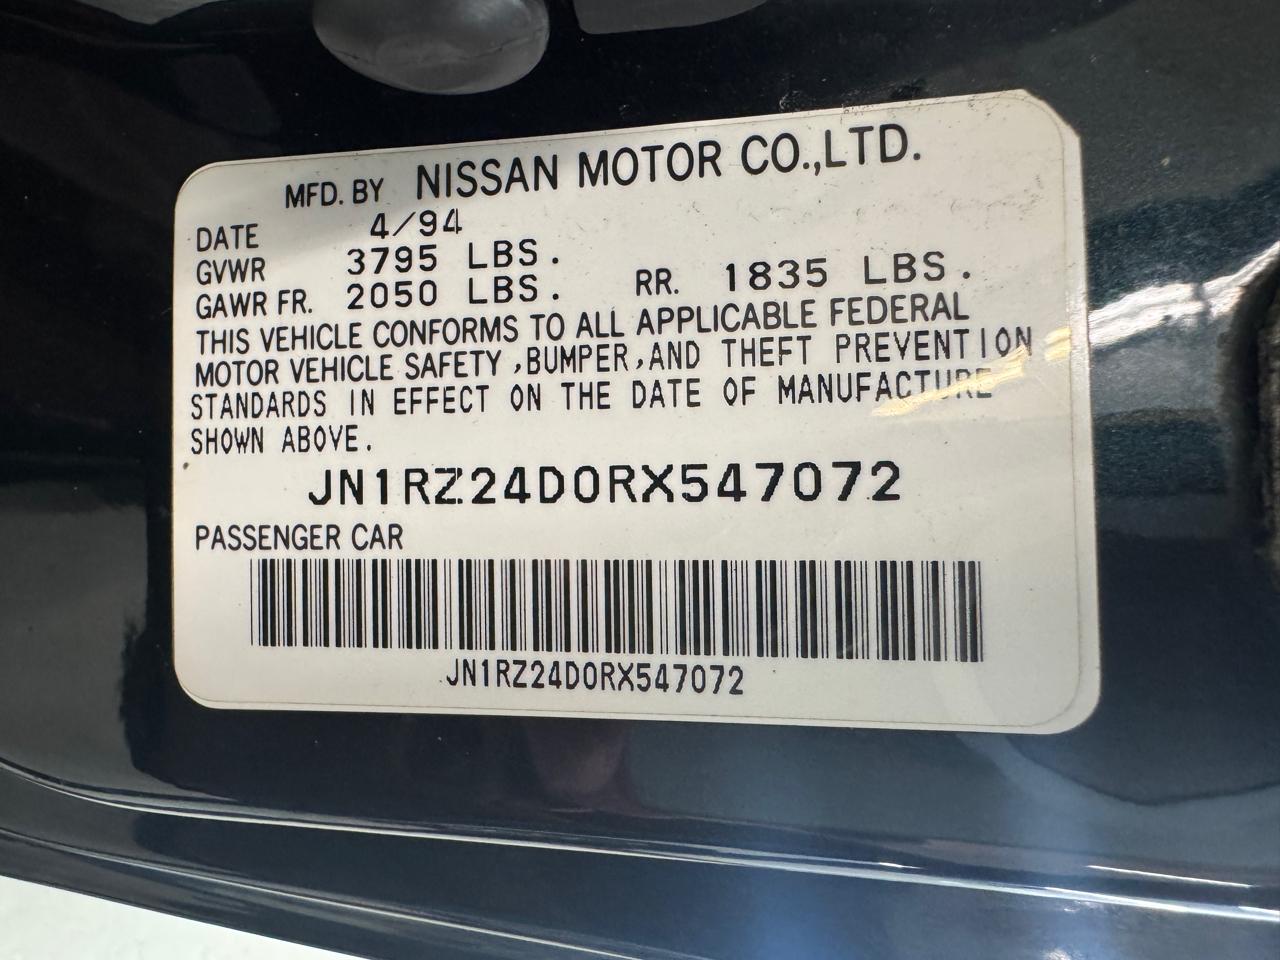 MFD. BY NISSAN MOTOR CO.,LTD.
DATE 4/94
GVWR 3795 LBS.
GAWR FR. 2050 LBS. RR. 1835 LBS.
THIS VEHICLE CONFORMS TO ALL APPLICABLE FEDERAL
MOTOR VEHICLE SAFETY ,BUMPER,AND THEFT PREVENTION
STANDARDS IN EFFECT ON THE DATE OF MANUFACTURE
SHOWN ABOVE.
JN1RZ24D0RX547072
PASSENGER CAR
JN1RZ24D0RX547072